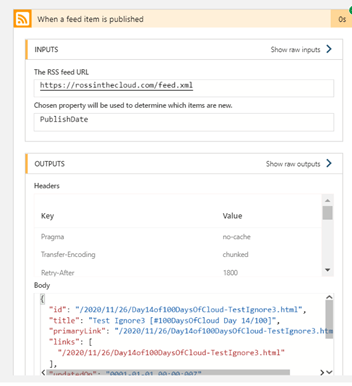 When a feed item is published
0s
INPUTS
Show raw inputs
The RSS feed URL
https://rossinthecloud.com/feed.xml
Chosen property will be used to determine which items are new.
PublishDate
OUTPUTS
Show raw outputs
Headers
Key Value
Pragma no-cache
Transfer-Encoding chunked
Retry-After 1800
Body
{
"id": "/2020/11/26/Day14of100DaysOfCloud-TestIgnore3.html",
"title": "Test Ignore3 [#100DaysOfCloud Day 14/100]",
"primaryLink": "/2020/11/26/Day14of100DaysOfCloud-TestIgnore3.htm
"links": [
"/2020/11/26/Day14of100DaysOfCloud-TestIgnore3.html"
],
"updatedOn": "0001-01-01 00:00:00Z"